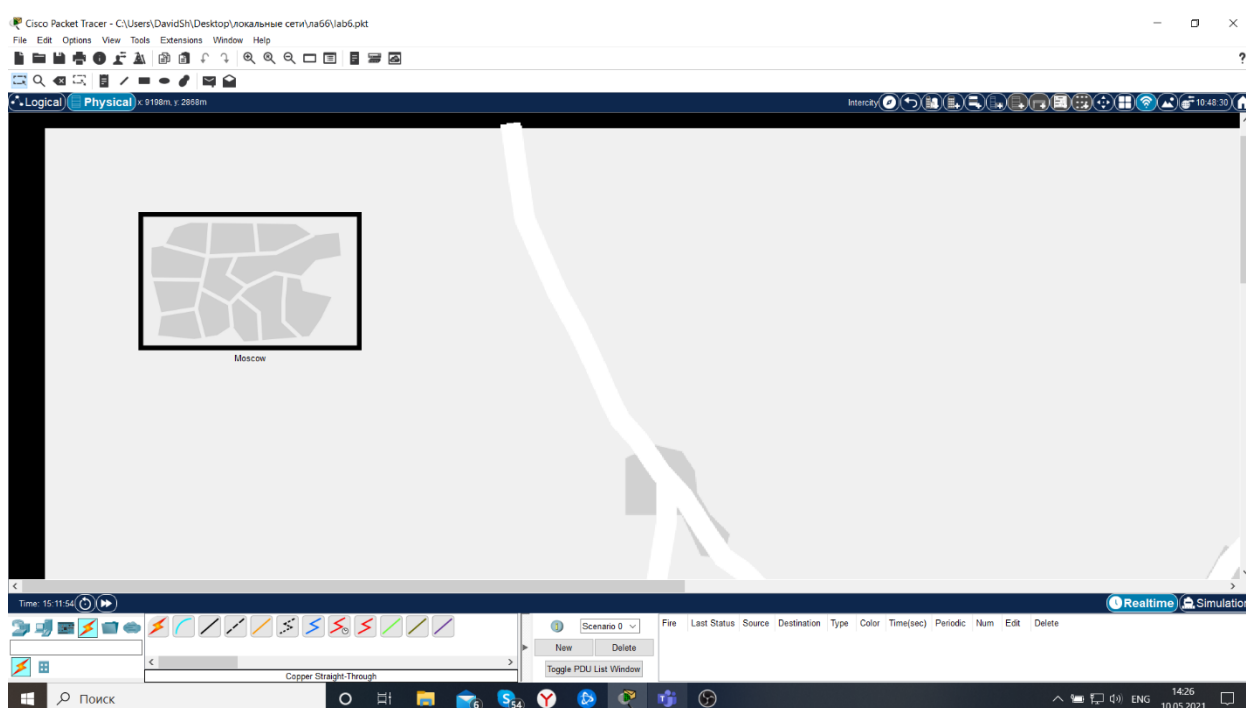 Cisco Packet Tracer - C:\Users\DavidSh\Desktop\локальные сети\лаб6\lab6.pkt
File Edit Options View Tools Extensions Window Help
?
Logical Physical x: 9198m, y: 2868m Intercity 10:48:30
Moscow
Time: 15:11:54 Realtime Simulation
Scenario 0 Fire Last Status Source Destination Type Color Time(sec) Periodic Num Edit Delete
New Delete
Toggle PDU List Window
Copper Straight-Through
Поиск 6 54 ENG 14:26
10.05.2021